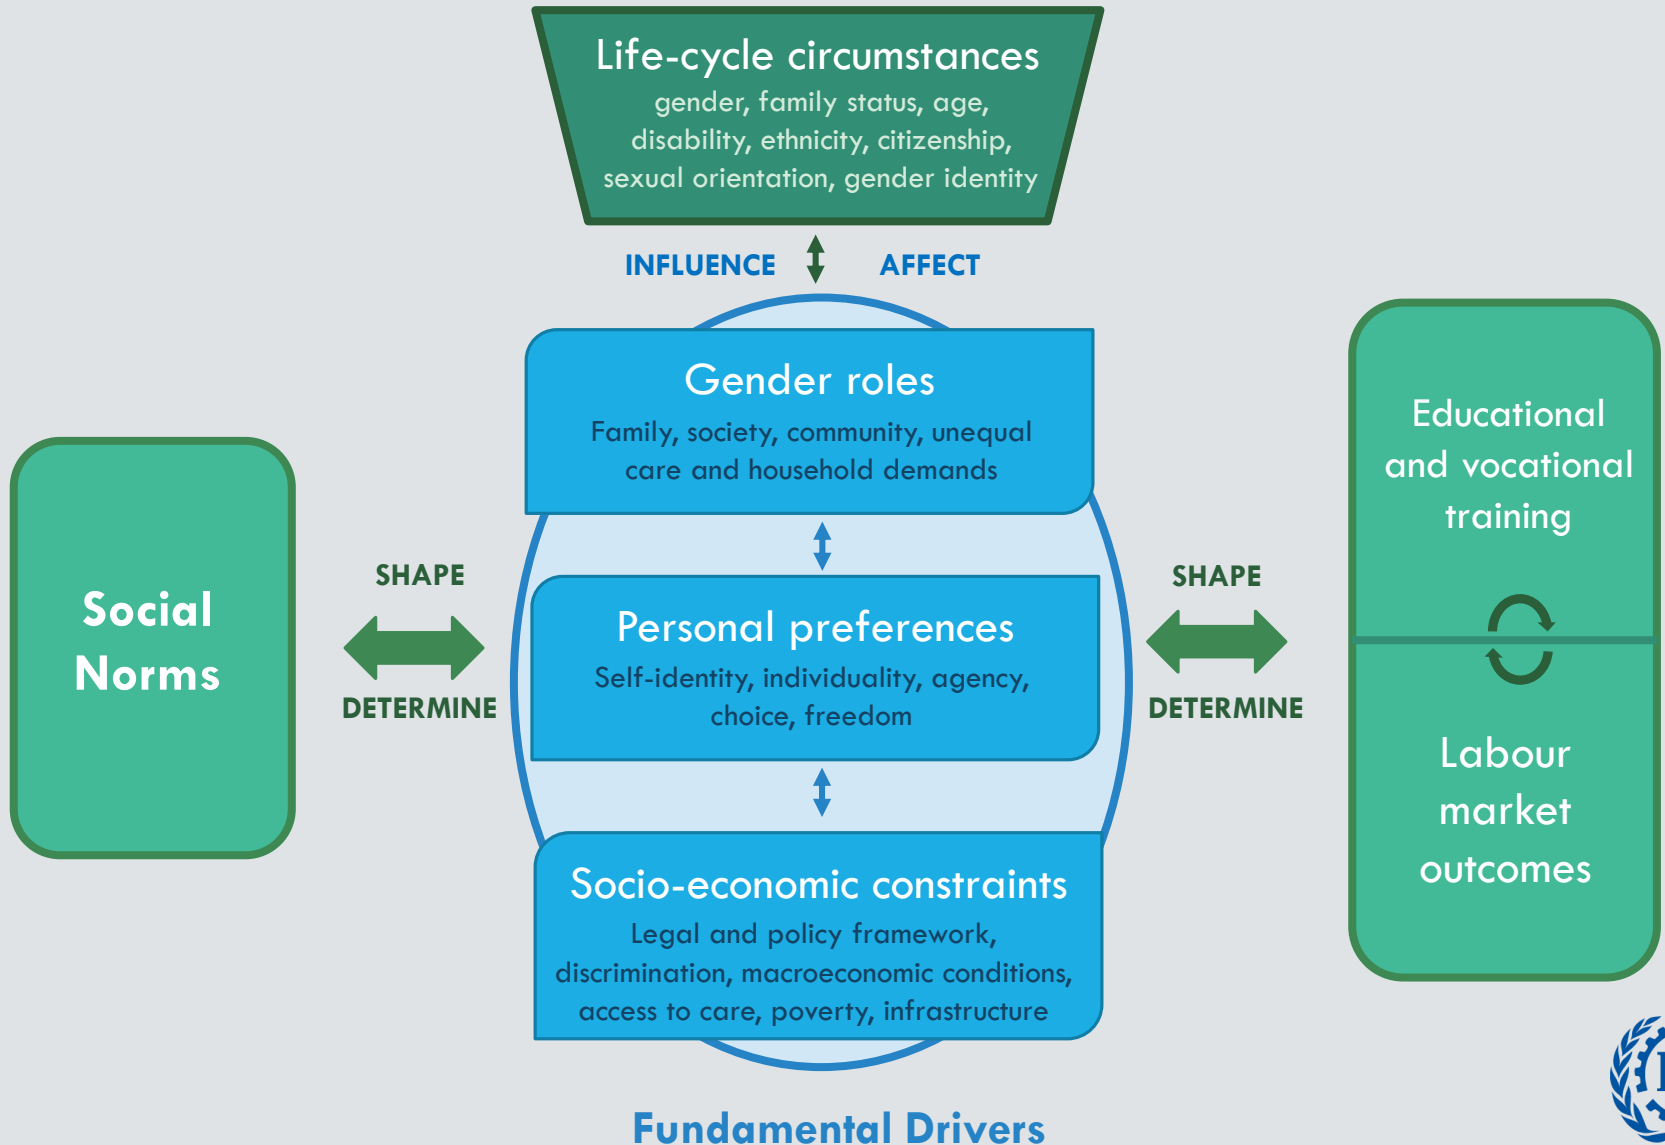 Life-cycle circumstances
gender, family status, age,
disability, ethnicity, citizenship,
sexual orientation, gender identity
INFLUENCE
AFFECT
Gender roles
Family, society, community, unequal
care and household demands
Social
Norms
SHAPE
DETERMINE
Personal preferences
Self-identity, individuality, agency,
choice, freedom
SHAPE
DETERMINE
Educational
and vocational
training
Labour
market
outcomes
Socio-economic constraints
Legal and policy framework,
discrimination, macroeconomic conditions,
access to care, poverty, infrastructure
Fundamental Drivers